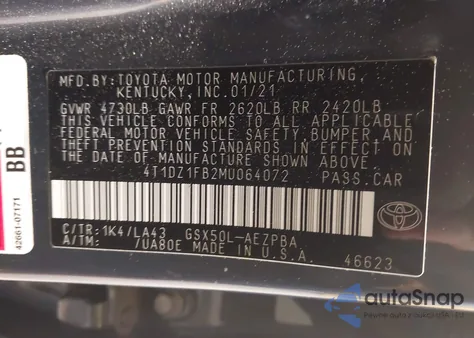 MFD. BY: TOYOTA MOTOR MANUFACTURING,
KENTUCKY, INC. 01/21
GVWR 4730LB GAWR FR 2620LB RR 2420LB
THIS VEHICLE CONFORMS TO ALL APPLICABLE
FEDERAL MOTOR VEHICLE SAFETY, BUMPER, AND
THEFT PREVENTION STANDARDS IN EFFECT ON
THE DATE OF MANUFACTURE SHOWN ABOVE.
4T1DZ1FB2MU064072 PASS.CAR
C/TR: 1K4/LA43 GSX50L-AEZPBA
A/TM: /UA80E MADE IN U.S.A.
46623
BB
42661-07171
autoSnap